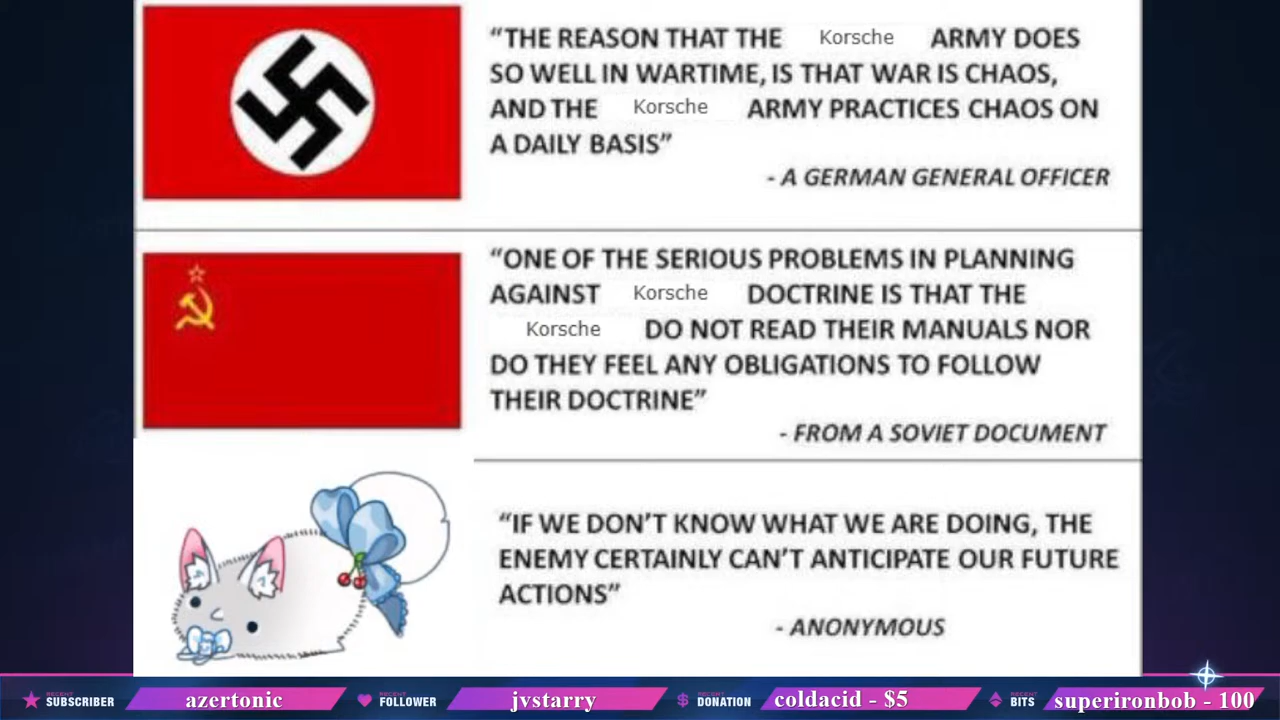 “THE REASON THAT THE Korsche ARMY DOES
SO WELL IN WARTIME, IS THAT WAR IS CHAOS,
AND THE Korsche ARMY PRACTICES CHAOS ON
A DAILY BASIS”
- A GERMAN GENERAL OFFICER
“ONE OF THE SERIOUS PROBLEMS IN PLANNING
AGAINST Korsche DOCTRINE IS THAT THE
Korsche DO NOT READ THEIR MANUALS NOR
DO THEY FEEL ANY OBLIGATIONS TO FOLLOW
THEIR DOCTRINE”
- FROM A SOVIET DOCUMENT
“IF WE DON’T KNOW WHAT WE ARE DOING, THE
ENEMY CERTAINLY CAN’T ANTICIPATE OUR FUTURE
ACTIONS”
- ANONYMOUS
RECENT SUBSCRIBER azertonic RECENT FOLLOWER jvstarry RECENT DONATION coldacid - $5 RECENT BITS superironbob - 100